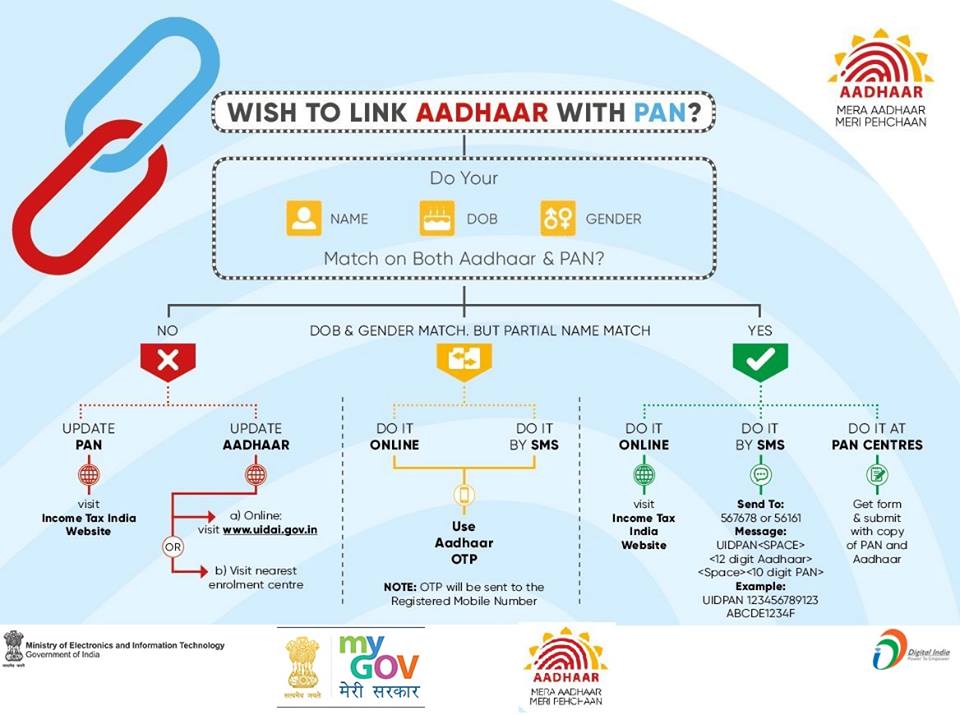 AADHAAR
MERA AADHAAR
MERI PEHCHAAN
WISH TO LINK AADHAAR WITH PAN?
Do Your
NAME
DOB
GENDER
Match on Both Aadhaar & PAN?
NO
DOB & GENDER MATCH. BUT PARTIAL NAME MATCH
YES
UPDATE
PAN
visit
Income Tax India
Website
UPDATE
AADHAAR
a) Online:
visit www.uidai.gov.in
OR
b) Visit nearest
enrolment centre
DO IT
ONLINE
DO IT
BY SMS
Use
Aadhaar
OTP
NOTE: OTP will be sent to the
Registered Mobile Number
DO IT
ONLINE
visit
Income Tax
India
Website
DO IT
BY SMS
Send To:
567678 or 56161
Message:
UIDPAN<SPACE>
<12 digit Aadhaar>
<Space><10 digit PAN>
Example:
UIDPAN 123456789123
ABCDE1234F
DO IT AT
PAN CENTRES
Get form
& submit
with copy
of PAN and
Aadhaar
सत्यमेव जयते
Ministry of Electronics and Information Technology
Government of India
सत्यमेव जयते
my
GOV
मेरी सरकार
AADHAAR
MERA AADHAAR
MERI PEHCHAAN
Digital India
Power To Empower